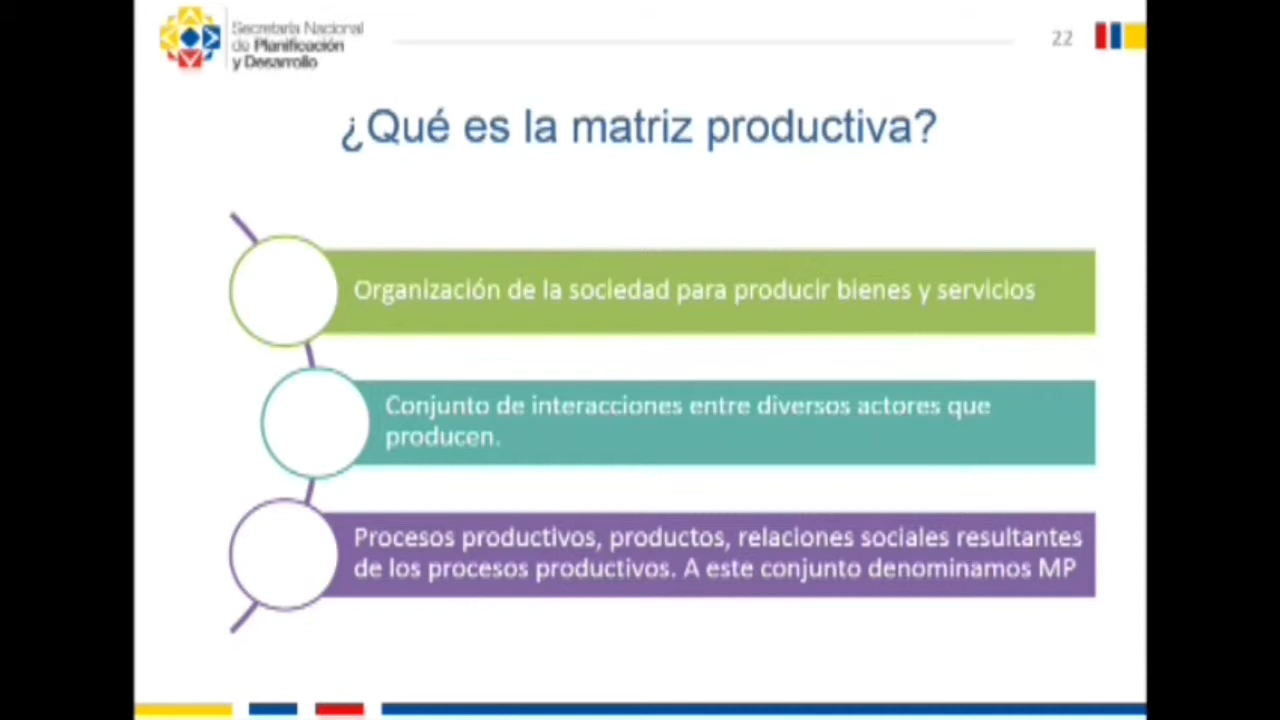 Secretaría Nacional
de Planificación
y Desarrollo
22
¿Qué es la matriz productiva?
Organización de la sociedad para producir bienes y servicios
Conjunto de interacciones entre diversos actores que
producen.
Procesos productivos, productos, relaciones sociales resultantes
de los procesos productivos. A este conjunto denominamos MP